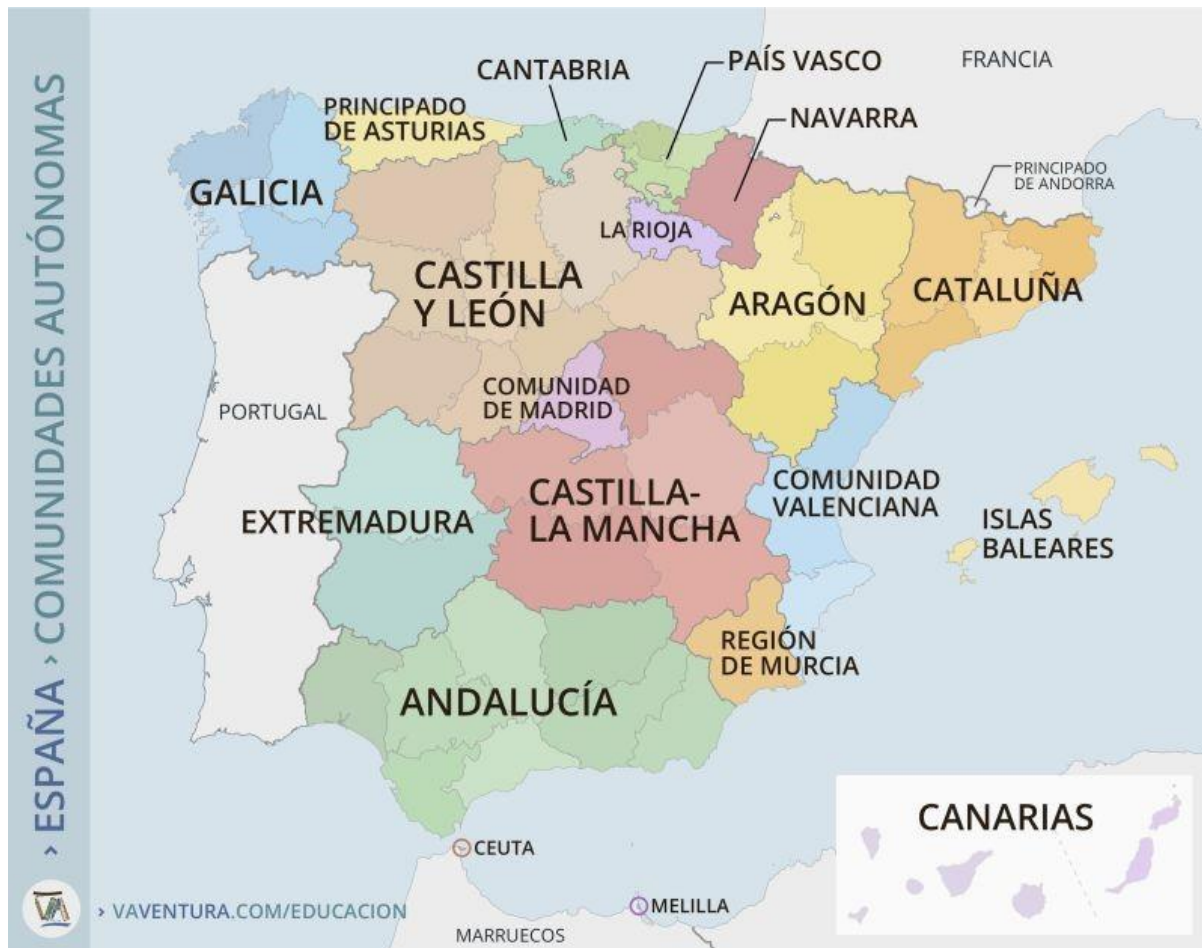 › ESPAÑA › COMUNIDADES AUTÓNOMAS
CANTABRIA
PAÍS VASCO
FRANCIA
PRINCIPADO
DE ASTURIAS
NAVARRA
PRINCIPADO
DE ANDORRA
GALICIA
LA RIOJA
CASTILLA
Y LEÓN
ARAGÓN
CATALUÑA
PORTUGAL
COMUNIDAD
DE MADRID
EXTREMADURA
CASTILLA-
LA MANCHA
COMUNIDAD
VALENCIANA
ISLAS
BALEARES
REGIÓN
DE MURCIA
ANDALUCÍA
CANARIAS
CEUTA
MELILLA
› VAVENTURA.COM/EDUCACION
MARRUECOS